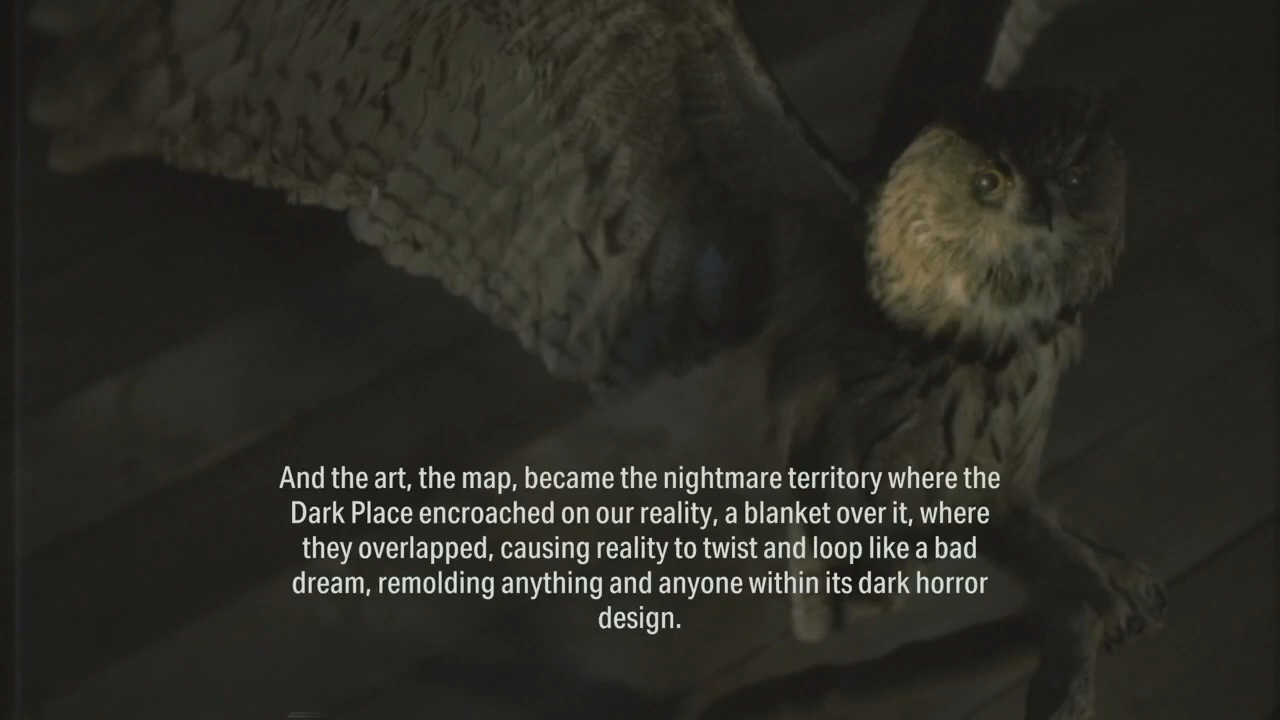 And the art, the map, became the nightmare territory where the
Dark Place encroached on our reality, a blanket over it, where
they overlapped, causing reality to twist and loop like a bad
dream, remolding anything and anyone within its dark horror
design.